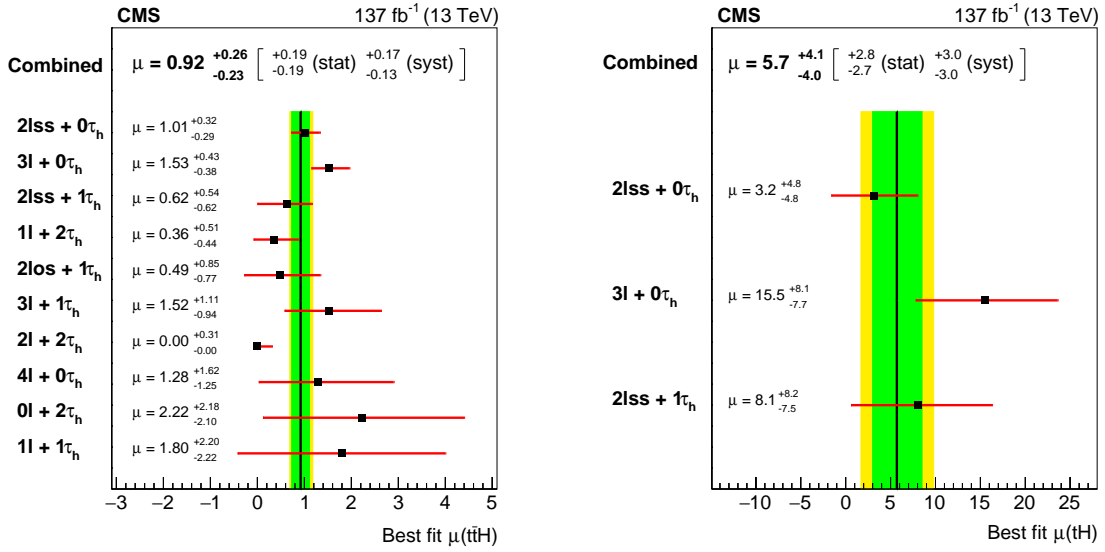 CMS 137 fb⁻¹ (13 TeV)
Combined μ = 0.92 +0.26 -0.23 [ +0.19 -0.19 (stat) +0.17 -0.13 (syst) ]
2lss + 0τh μ = 1.01 +0.32 -0.29
3l + 0τh μ = 1.53 +0.43 -0.38
2lss + 1τh μ = 0.62 +0.54 -0.62
1l + 2τh μ = 0.36 +0.51 -0.44
2los + 1τh μ = 0.49 +0.85 -0.77
3l + 1τh μ = 1.52 +1.11 -0.94
2l + 2τh μ = 0.00 +0.31 -0.00
4l + 0τh μ = 1.28 +1.62 -1.25
0l + 2τh μ = 2.22 +2.18 -2.10
1l + 1τh μ = 1.80 +2.20 -2.22
−3 −2 −1 0 1 2 3 4 5
Best fit μ(tt̄H)
CMS 137 fb⁻¹ (13 TeV)
Combined μ = 5.7 +4.1 -4.0 [ +2.8 -2.7 (stat) +3.0 -3.0 (syst) ]
2lss + 0τh μ = 3.2 +4.8 -4.8
3l + 0τh μ = 15.5 +8.1 -7.7
2lss + 1τh μ = 8.1 +8.2 -7.5
−10 −5 0 5 10 15 20 25
Best fit μ(tH)